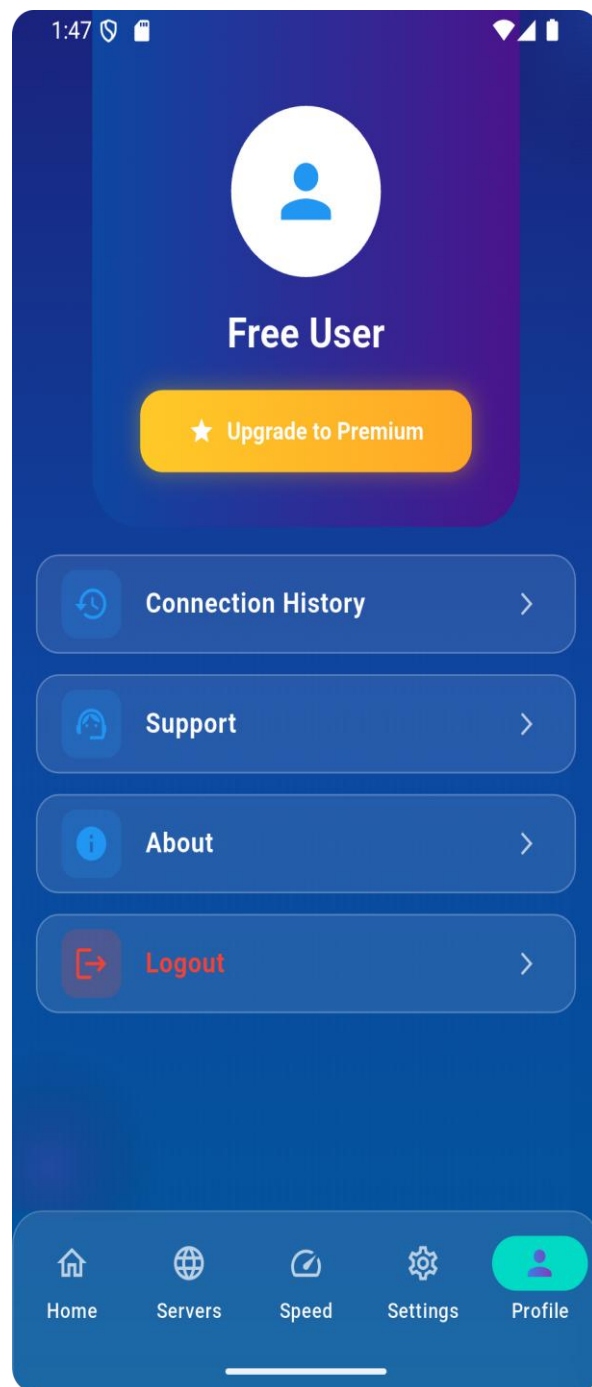 1:47
Free User
Upgrade to Premium
Connection History
Support
About
Logout
Home Servers Speed Settings Profile